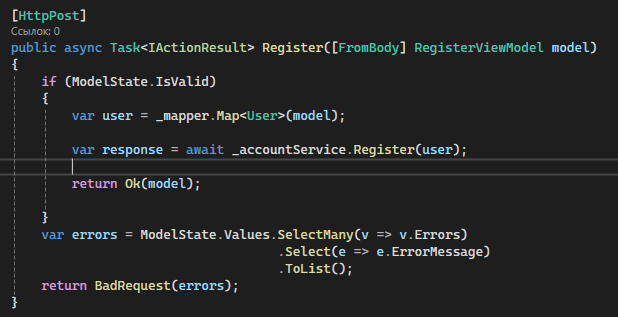 [HttpPost]
Ссылок: 0
public async Task<IActionResult> Register([FromBody] RegisterViewModel model)
{
if (ModelState.IsValid)
{
var user = _mapper.Map<User>(model);
var response = await _accountService.Register(user);
return Ok(model);
}
var errors = ModelState.Values.SelectMany(v => v.Errors)
.Select(e => e.ErrorMessage)
.ToList();
return BadRequest(errors);
}